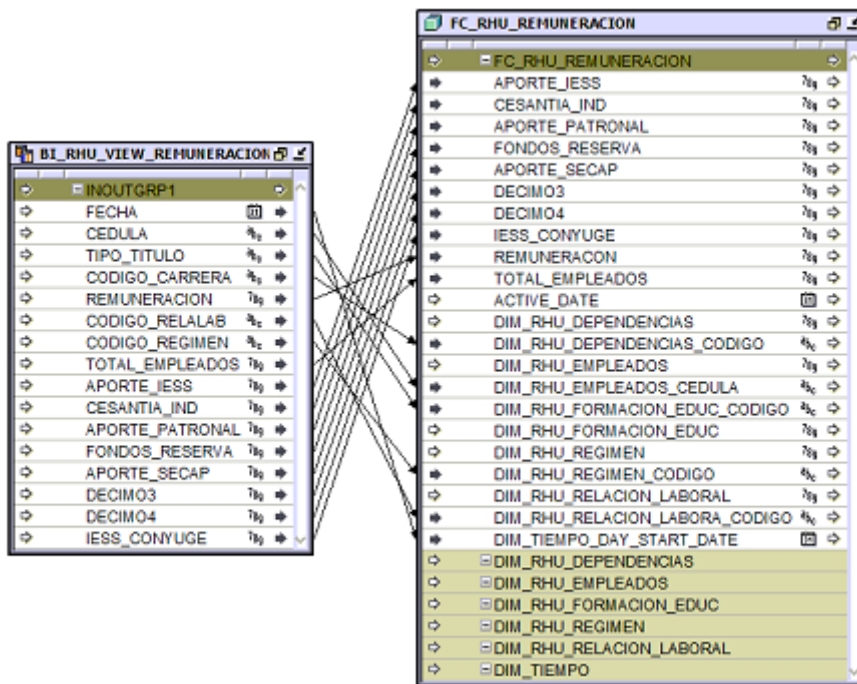 BI_RHU_VIEW_REMUNERACION
INOUTGRP1
FECHA
CEDULA
TIPO_TITULO
CODIGO_CARRERA
REMUNERACION
CODIGO_RELALAB
CODIGO_REGIMEN
TOTAL_EMPLEADOS
APORTE_IESS
CESANTIA_IND
APORTE_PATRONAL
FONDOS_RESERVA
APORTE_SECAP
DECIMO3
DECIMO4
IESS_CONYUGE
FC_RHU_REMUNERACION
FC_RHU_REMUNERACION
APORTE_IESS
CESANTIA_IND
APORTE_PATRONAL
FONDOS_RESERVA
APORTE_SECAP
DECIMO3
DECIMO4
IESS_CONYUGE
REMUNERACON
TOTAL_EMPLEADOS
ACTIVE_DATE
DIM_RHU_DEPENDENCIAS
DIM_RHU_DEPENDENCIAS_CODIGO
DIM_RHU_EMPLEADOS
DIM_RHU_EMPLEADOS_CEDULA
DIM_RHU_FORMACION_EDUC_CODIGO
DIM_RHU_FORMACION_EDUC
DIM_RHU_REGIMEN
DIM_RHU_REGIMEN_CODIGO
DIM_RHU_RELACION_LABORAL
DIM_RHU_RELACION_LABORA_CODIGO
DIM_TIEMPO_DAY_START_DATE
DIM_RHU_DEPENDENCIAS
DIM_RHU_EMPLEADOS
DIM_RHU_FORMACION_EDUC
DIM_RHU_REGIMEN
DIM_RHU_RELACION_LABORAL
DIM_TIEMPO